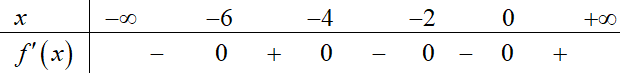 x −∞ −6 −4 −2 0 +∞
f′(x) − 0 + 0 − 0 − 0 +